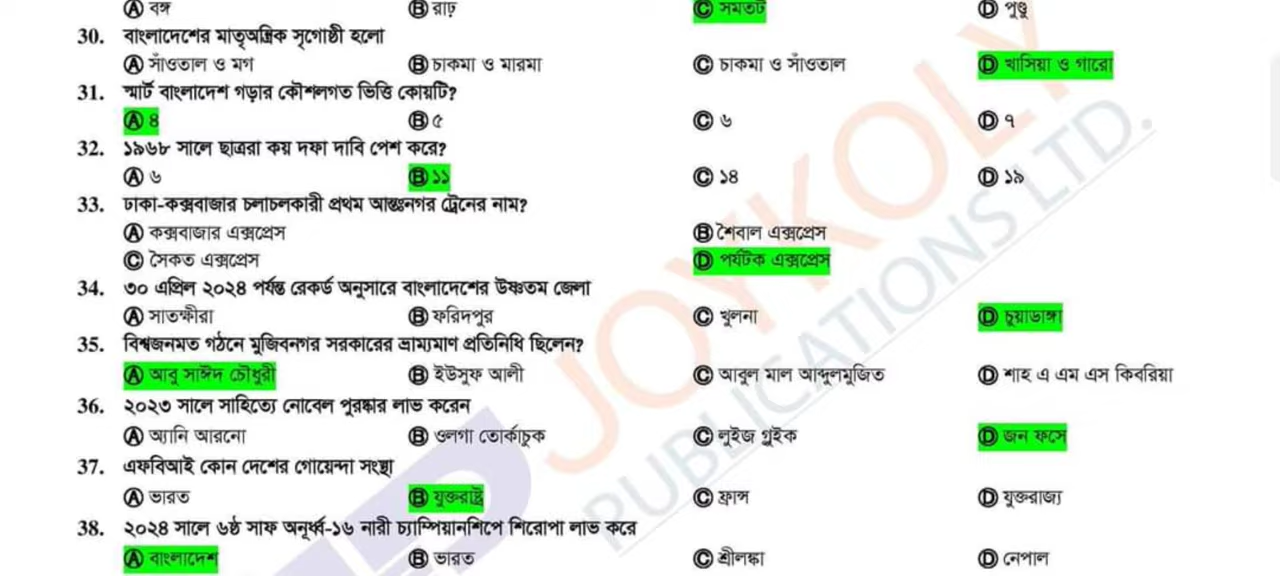 Ⓐ বঙ্গ Ⓑ রাঢ় Ⓒ সমতট Ⓓ পুণ্ড্র
30. বাংলাদেশের মাতৃতান্ত্রিক নৃগোষ্ঠী হলো
Ⓐ সাঁওতাল ও মগ Ⓑ চাকমা ও মারমা Ⓒ চাকমা ও সাঁওতাল Ⓓ খাসিয়া ও গারো
31. স্মার্ট বাংলাদেশ গড়ার কৌশলগত ভিত্তি কোয়টি?
Ⓐ ৪ Ⓑ ৫ Ⓒ ৬ Ⓓ ৭
32. ১৯৬৮ সালে ছাত্ররা কয় দফা দাবি পেশ করে?
Ⓐ ৬ Ⓑ ১১ Ⓒ ১৪ Ⓓ ১৯
33. ঢাকা-কক্সবাজার চলাচলকারী প্রথম আন্তঃনগর ট্রেনের নাম?
Ⓐ কক্সবাজার এক্সপ্রেস Ⓑ শৈবাল এক্সপ্রেস
Ⓒ সৈকত এক্সপ্রেস Ⓓ পর্যটক এক্সপ্রেস
34. ৩০ এপ্রিল ২০২৪ পর্যন্ত রেকর্ড অনুসারে বাংলাদেশের উষ্ণতম জেলা
Ⓐ সাতক্ষীরা Ⓑ ফরিদপুর Ⓒ খুলনা Ⓓ চুয়াডাঙ্গা
35. বিশ্বজনমত গঠনে মুজিবনগর সরকারের ভ্রাম্যমাণ প্রতিনিধি ছিলেন?
Ⓐ আবু সাঈদ চৌধুরী Ⓑ ইউসুফ আলী Ⓒ আবুল মাল আব্দুলমুজিত Ⓓ শাহ এ এম এস কিবরিয়া
36. ২০২৩ সালে সাহিত্যে নোবেল পুরষ্কার লাভ করেন
Ⓐ অ্যানি আরনো Ⓑ ওলগা তোর্কাচুক Ⓒ লুইজ গ্লুইক Ⓓ জন ফসে
37. এফবিআই কোন দেশের গোয়েন্দা সংস্থা
Ⓐ ভারত Ⓑ যুক্তরাষ্ট্র Ⓒ ফ্রান্স Ⓓ যুক্তরাজ্য
38. ২০২৪ সালে ৬ষ্ঠ সাফ অনূর্ধ্ব-১৬ নারী চ্যাম্পিয়ানশিপে শিরোপা লাভ করে
Ⓐ বাংলাদেশ Ⓑ ভারত Ⓒ শ্রীলঙ্কা Ⓓ নেপাল
JOYKOLY
PUBLICATIONS LTD.